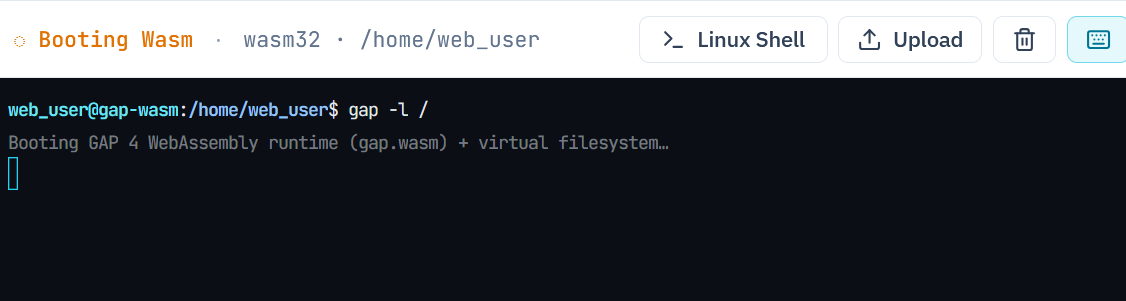 Booting Wasm · wasm32 · /home/web_user
>_ Linux Shell
Upload
web_user@gap-wasm:/home/web_user$ gap -l /
Booting GAP 4 WebAssembly runtime (gap.wasm) + virtual filesystem…